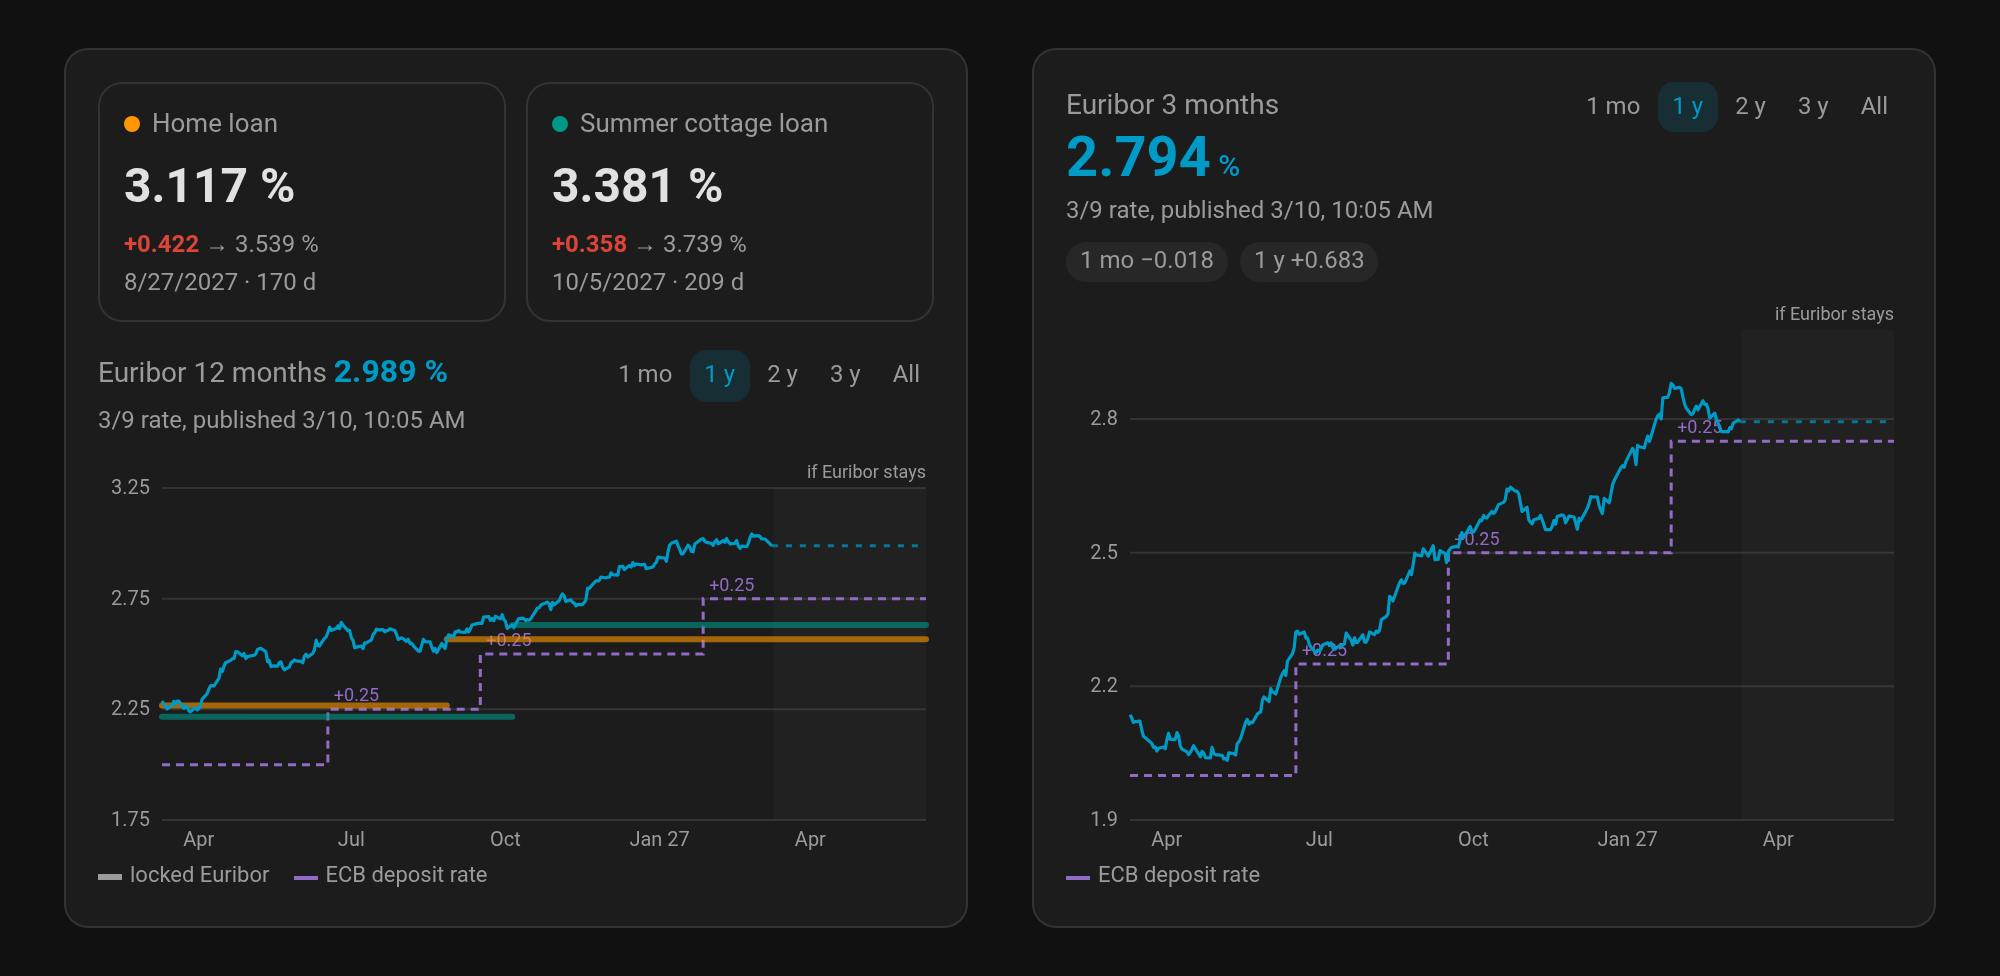 Home loan
3.117 %
+0.422 → 3.539 %
8/27/2027 · 170 d
Summer cottage loan
3.381 %
+0.358 → 3.739 %
10/5/2027 · 209 d
Euribor 12 months 2.989 %
1 mo 1 y 2 y 3 y All
3/9 rate, published 3/10, 10:05 AM
if Euribor stays
3.25
2.75
2.25
1.75
+0.25
+0.25
+0.25
Apr Jul Oct Jan 27 Apr
locked Euribor ECB deposit rate
Euribor 3 months
1 mo 1 y 2 y 3 y All
2.794 %
3/9 rate, published 3/10, 10:05 AM
1 mo −0.018 1 y +0.683
if Euribor stays
2.8
2.5
2.2
1.9
+0.25
+0.25
+0.25
Apr Jul Oct Jan 27 Apr
ECB deposit rate